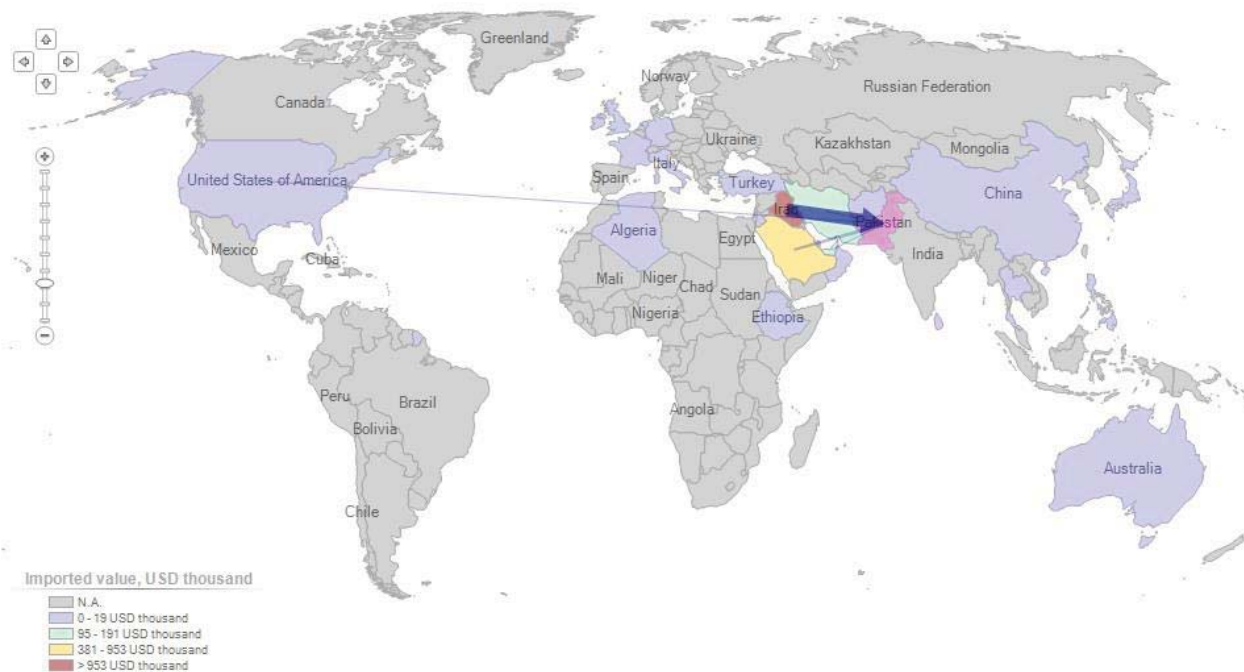 Greenland
Norway
Russian Federation
Canada
Ukraine
Kazakhstan
Mongolia
Italy
Spain
United States of America
Turkey
China
Iraq
Pakistan
Algeria
Egypt
Mexico
Cuba
India
Mali
Niger
Chad
Sudan
Nigeria
Ethiopia
Peru
Brazil
Angola
Bolivia
Australia
Chile
Imported value, USD thousand
N.A.
0 - 19 USD thousand
95 - 191 USD thousand
381 - 953 USD thousand
> 953 USD thousand